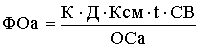 ФОа = К · Д · Ксм · t · СВ
ОСа